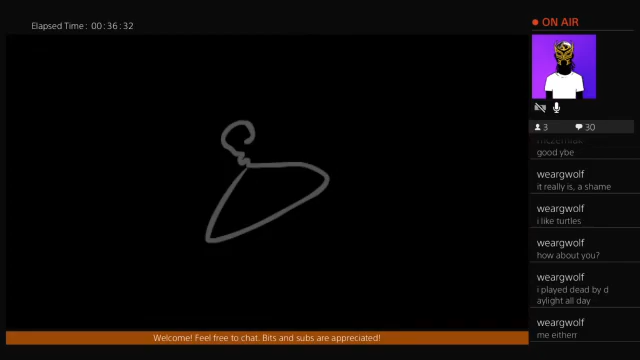 Elapsed Time: 00:36:32
ON AIR
3
30
good ybe
weargwolf
it really is, a shame
weargwolf
i like turtles
weargwolf
how about you?
weargwolf
i played dead by d
aylight all day
weargwolf
me eitherr
Welcome! Feel free to chat. Bits and subs are appreciated!